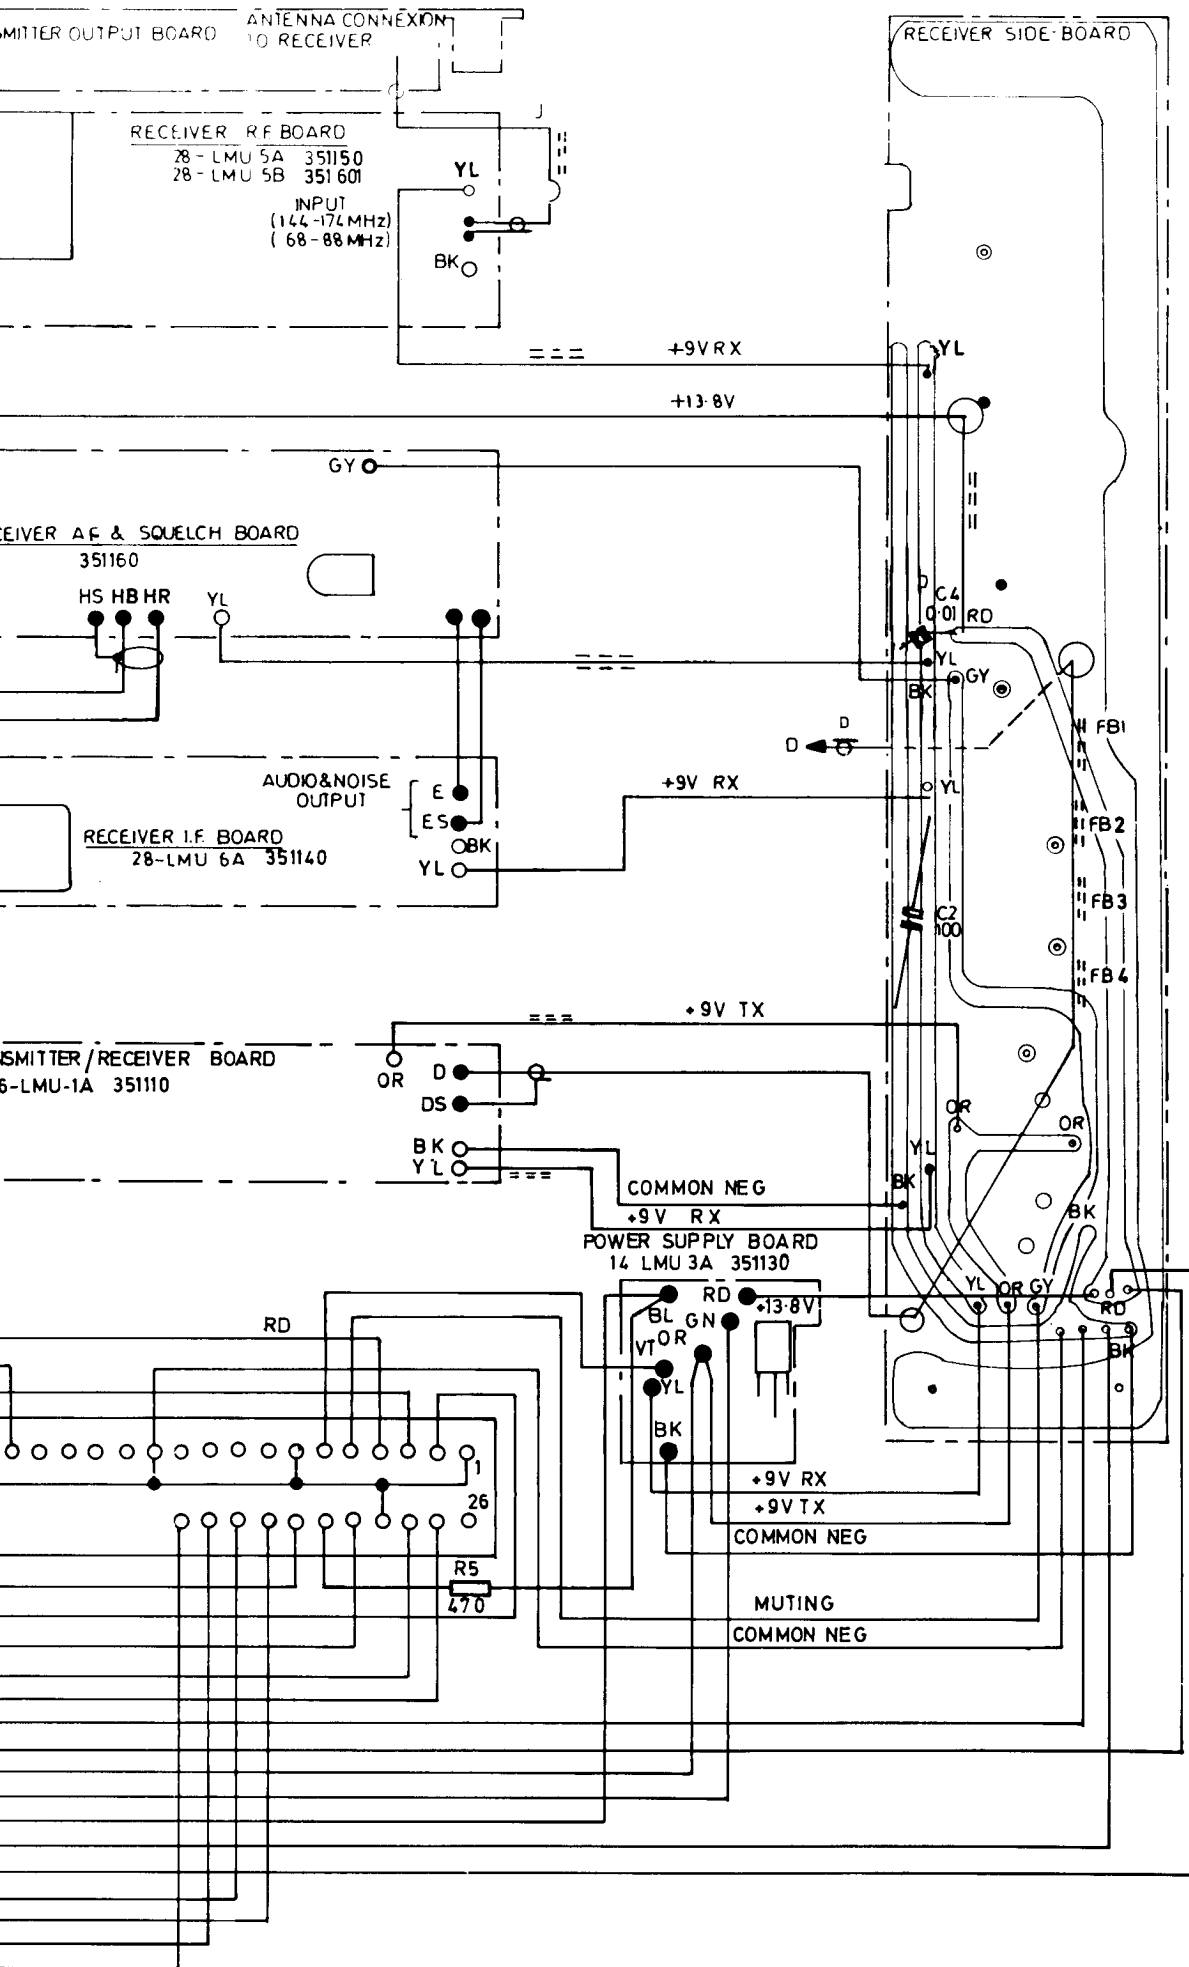 SMITTER OUTPUT BOARD
ANTENNA CONNEXION
TO RECEIVER
RECEIVER SIDE-BOARD
J
RECEIVER R.F. BOARD
28-LMU 5A 351150
28-LMU 5B 351601
YL
INPUT
(144-174MHz)
(68-88MHz)
BK
+9V RX
YL
+13·8V
GY
CEIVER A.F. & SQUELCH BOARD
351160
HS HB HR
YL
C4
0.01
RD
YL
GY
BK
D
D
FB1
AUDIO&NOISE
OUTPUT
E
ES
BK
YL
+9V RX
YL
RECEIVER I.F. BOARD
28-LMU 6A 351140
FB2
FB3
C2
100
FB4
+9V TX
NSMITTER/RECEIVER BOARD
6-LMU-1A 351110
OR
D
DS
BK
YL
OR
OR
YL
BK
COMMON NEG
+9V RX
BK
POWER SUPPLY BOARD
14 LMU 3A 351130
RD
BL
GN
+13·8V
OR
VT
YL
BK
YL
OR
GY
RD
BK
RD
1
26
+9V RX
+9V TX
COMMON NEG
R5
470
MUTING
COMMON NEG